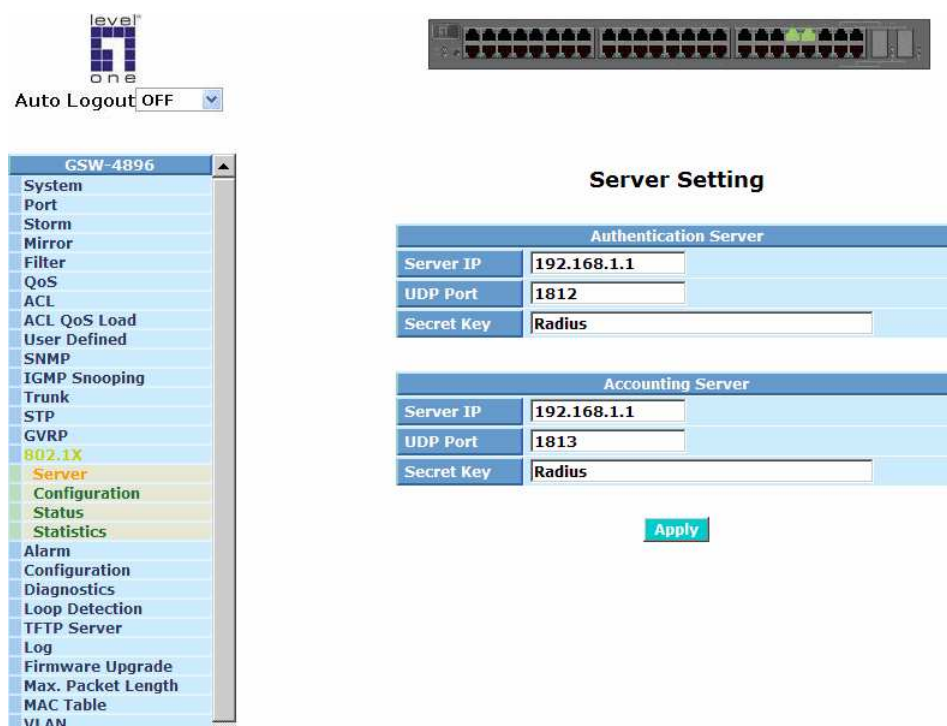 level
one
Auto Logout OFF
GSW-4896
System
Port
Storm
Mirror
Filter
QoS
ACL
ACL QoS Load
User Defined
SNMP
IGMP Snooping
Trunk
STP
GVRP
802.1X
Server
Configuration
Status
Statistics
Alarm
Configuration
Diagnostics
Loop Detection
TFTP Server
Log
Firmware Upgrade
Max. Packet Length
MAC Table
VLAN
Server Setting
Authentication Server
Server IP 192.168.1.1
UDP Port 1812
Secret Key Radius
Accounting Server
Server IP 192.168.1.1
UDP Port 1813
Secret Key Radius
Apply